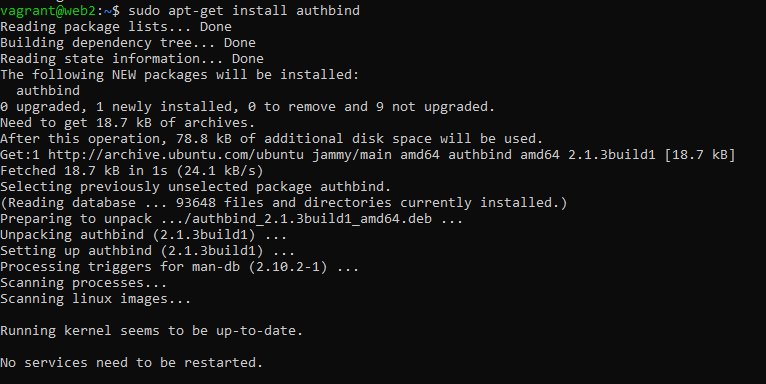 vagrant@web2:~$ sudo apt-get install authbind
Reading package lists... Done
Building dependency tree... Done
Reading state information... Done
The following NEW packages will be installed:
  authbind
0 upgraded, 1 newly installed, 0 to remove and 9 not upgraded.
Need to get 18.7 kB of archives.
After this operation, 78.8 kB of additional disk space will be used.
Get:1 http://archive.ubuntu.com/ubuntu jammy/main amd64 authbind amd64 2.1.3build1 [18.7 kB]
Fetched 18.7 kB in 1s (24.1 kB/s)
Selecting previously unselected package authbind.
(Reading database ... 93648 files and directories currently installed.)
Preparing to unpack .../authbind_2.1.3build1_amd64.deb ...
Unpacking authbind (2.1.3build1) ...
Setting up authbind (2.1.3build1) ...
Processing triggers for man-db (2.10.2-1) ...
Scanning processes...
Scanning linux images...

Running kernel seems to be up-to-date.

No services need to be restarted.